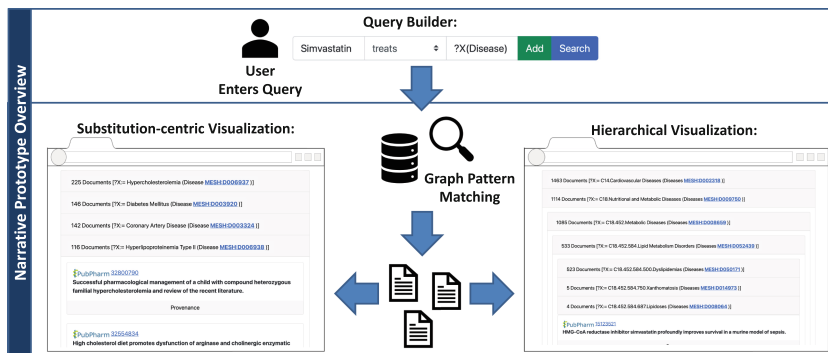 Narrative Prototype Overview
Query Builder:
User
Enters Query
Simvastatin treats ?X(Disease) Add Search
Substitution-centric Visualization:
225 Documents [?X:= Hypercholesterolemia (Disease MESH:D006937 )]
146 Documents [?X:= Diabetes Mellitus (Disease MESH:D003920 )]
142 Documents [?X:= Coronary Artery Disease (Disease MESH:D003324 )]
116 Documents [?X:= Hyperlipoproteinemia Type II (Disease MESH:D006938 )]
PubPharm 32800790
Successful pharmacological management of a child with compound heterozygous
familial hypercholesterolemia and review of the recent literature.
Provenance
PubPharm 32554834
High cholesterol diet promotes dysfunction of arginase and cholinergic enzymatic
Graph Pattern
Matching
Hierarchical Visualization:
1463 Documents [?X:= C14.Cardiovascular Diseases (Diseases MESH:D002318 )]
1114 Documents [?X:= C18.Nutritional and Metabolic Diseases (Diseases MESH:D009750 )]
1085 Documents [?X:= C18.452.Metabolic Diseases (Diseases MESH:D008659 )]
533 Documents [?X:= C18.452.584.Lipid Metabolism Disorders (Diseases MESH:D052439 )]
523 Documents [?X:= C18.452.584.500.Dyslipidemias (Diseases MESH:D050171 )]
5 Documents [?X:= C18.452.584.750.Xanthomatosis (Diseases MESH:D014973 )]
4 Documents [?X:= C18.452.584.687.Lipidoses (Diseases MESH:D008064 )]
PubPharm 15123521
HMG-CoA reductase inhibitor simvastatin profoundly improves survival in a murine model of sepsis.